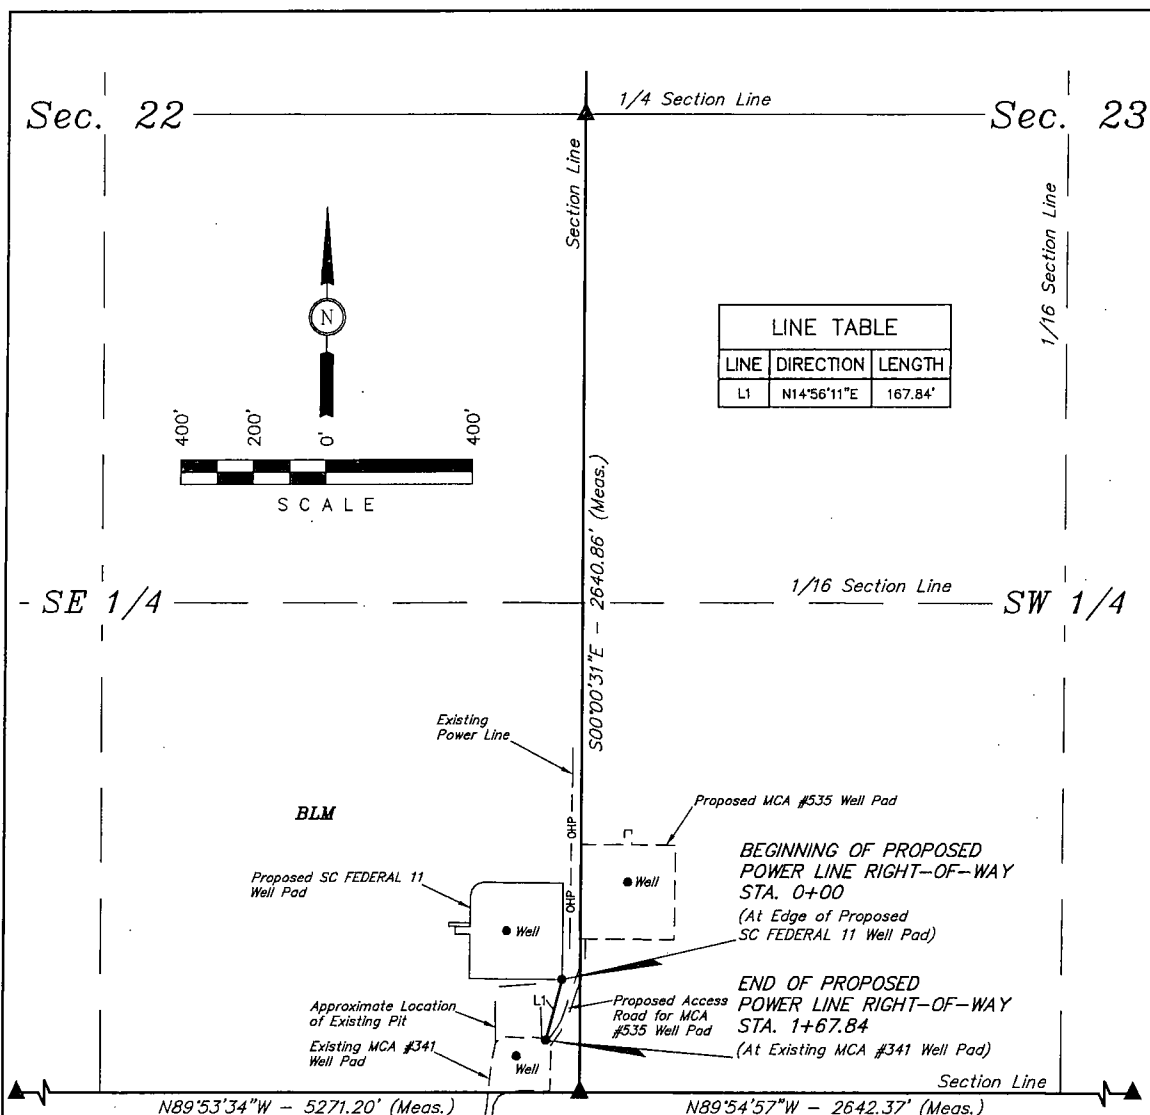 Sec. 22
1/4 Section Line
Sec. 23
Section Line
1/16 Section Line
N
LINE TABLE
LINE DIRECTION LENGTH
L1 N14°56'11"E 167.84'
400' 200' 0' 400'
SCALE
S00°00'31"E - 2640.86' (Meas.)
- SE 1/4
1/16 Section Line
SW 1/4
Existing
Power Line
BLM
OHP
Proposed MCA #535 Well Pad
Well
Proposed SC FEDERAL 11
Well Pad
OHP
Well
BEGINNING OF PROPOSED
POWER LINE RIGHT-OF-WAY
STA. 0+00
(At Edge of Proposed
SC FEDERAL 11 Well Pad)
L1
Approximate Location
of Existing Pit
Proposed Access
Road for MCA
#535 Well Pad
END OF PROPOSED
POWER LINE RIGHT-OF-WAY
STA. 1+67.84
(At Existing MCA #341 Well Pad)
Existing MCA #341
Well Pad
Well
Section Line
N89°53'34"W - 5271.20' (Meas.)
N89°54'57"W - 2642.37' (Meas.)